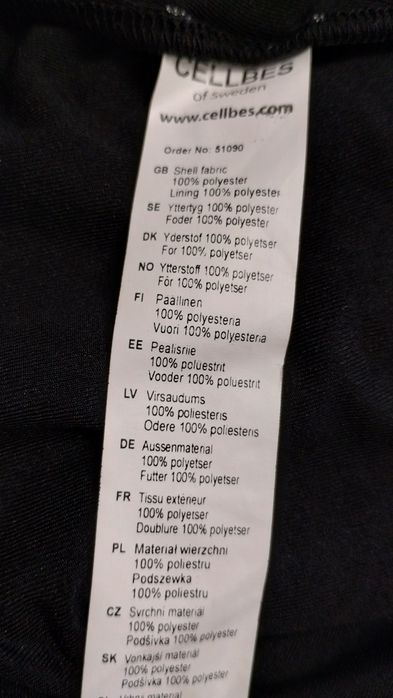 CELLBES
of Sweden
www.cellbes.com
Order No: 51090
GB Shell fabric
100% polyester
Lining 100% polyester
SE Yttertyg 100% polyester
Foder 100% polyester
DK Yderstof 100% polyetser
For 100% polyetser
NO Ytterstoff 100% polyetser
Fôr 100% polyetser
FI Päällinen
100% polyesteria
Vuori 100% polyesteria
EE Pealisriie
100% poluestrit
Vooder 100% poluestrit
LV Virsaudums
100% poliesteris
Odere 100% poliesteris
DE Aussenmaterial
100% polyetser
Futter 100% polyetser
FR Tissu extérieur
100% polyetser
Doublure 100% polyetser
PL Materiał wierzchni
100% poliestru
Podszewka
100% poliestru
CZ Svrchní materiál
100% polyester
Podšívka 100% polyester
SK Vonkajší materiál
100% polyester
Podšívka 100% polyester
material